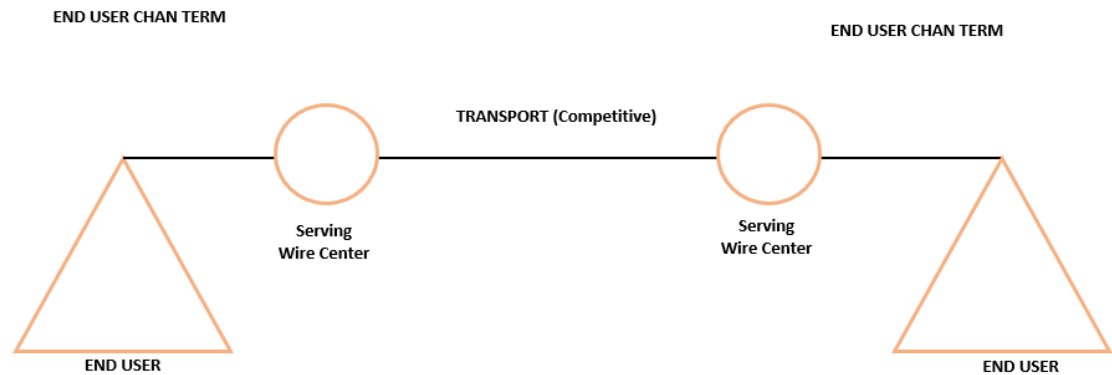 END USER CHAN TERM
END USER CHAN TERM
TRANSPORT (Competitive)
Serving
Wire Center
Serving
Wire Center
END USER
END USER